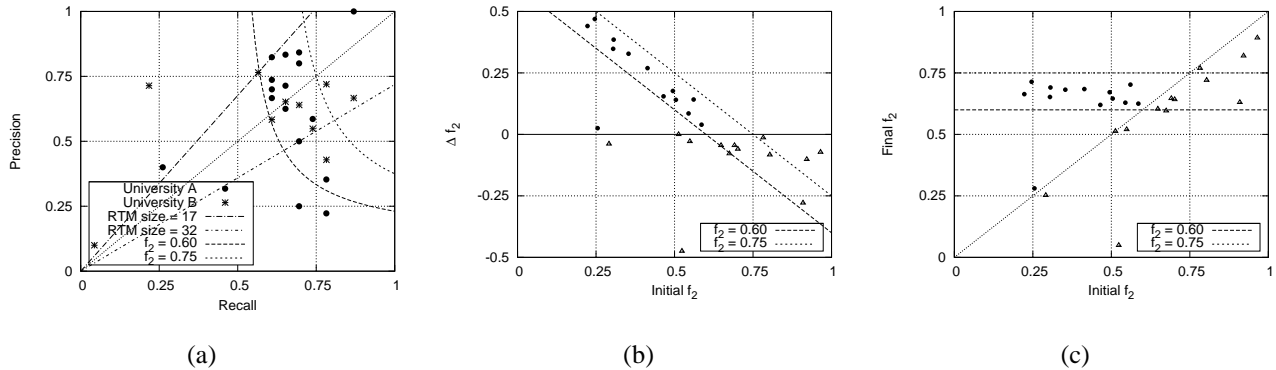 1
0.75
0.5
0.25
0
Precision
University A
University B
RTM size = 17
RTM size = 32
f2 = 0.60
f2 = 0.75
0 0.25 0.5 0.75 1
Recall
(a)
0.5
0.25
0
-0.25
-0.5
Δ f2
f2 = 0.60
f2 = 0.75
0 0.25 0.5 0.75 1
Initial f2
(b)
1
0.75
0.5
0.25
0
Final f2
f2 = 0.60
f2 = 0.75
0 0.25 0.5 0.75 1
Initial f2
(c)